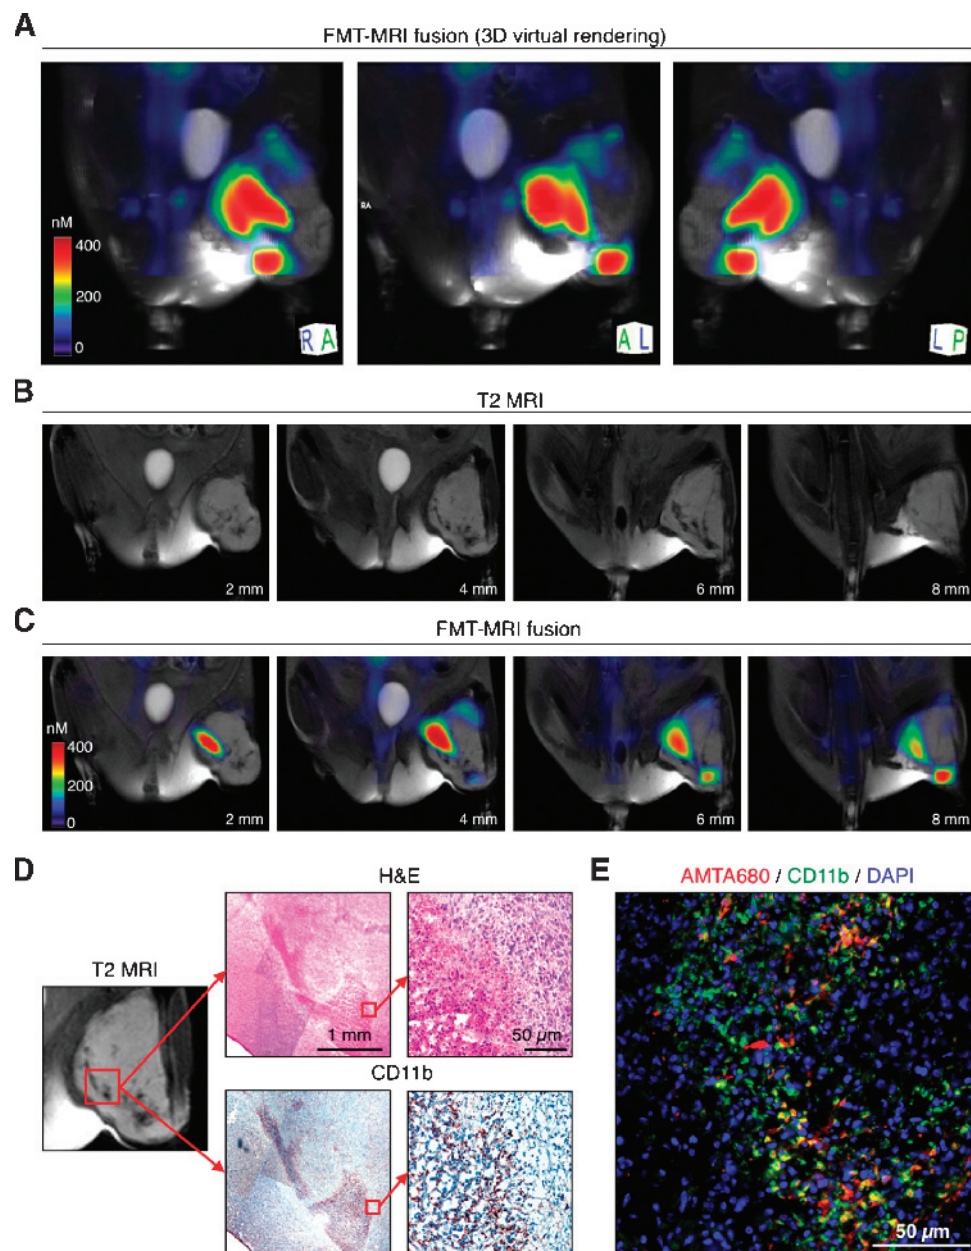 A
FMT-MRI fusion (3D virtual rendering)
nM
400
200
0
RA
R A
A L
L P
B
T2 MRI
2 mm
4 mm
6 mm
8 mm
C
FMT-MRI fusion
nM
400
200
0
2 mm
4 mm
6 mm
8 mm
D
H&E
T2 MRI
1 mm
50 µm
CD11b
E
AMTA680 / CD11b / DAPI
50 µm